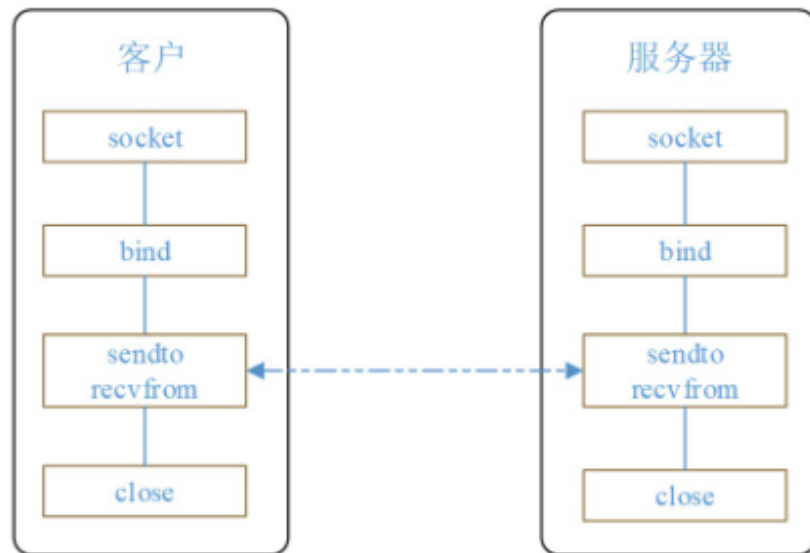 客户
socket
bind
sendto
recvfrom
close
服务器
socket
bind
sendto
recvfrom
close